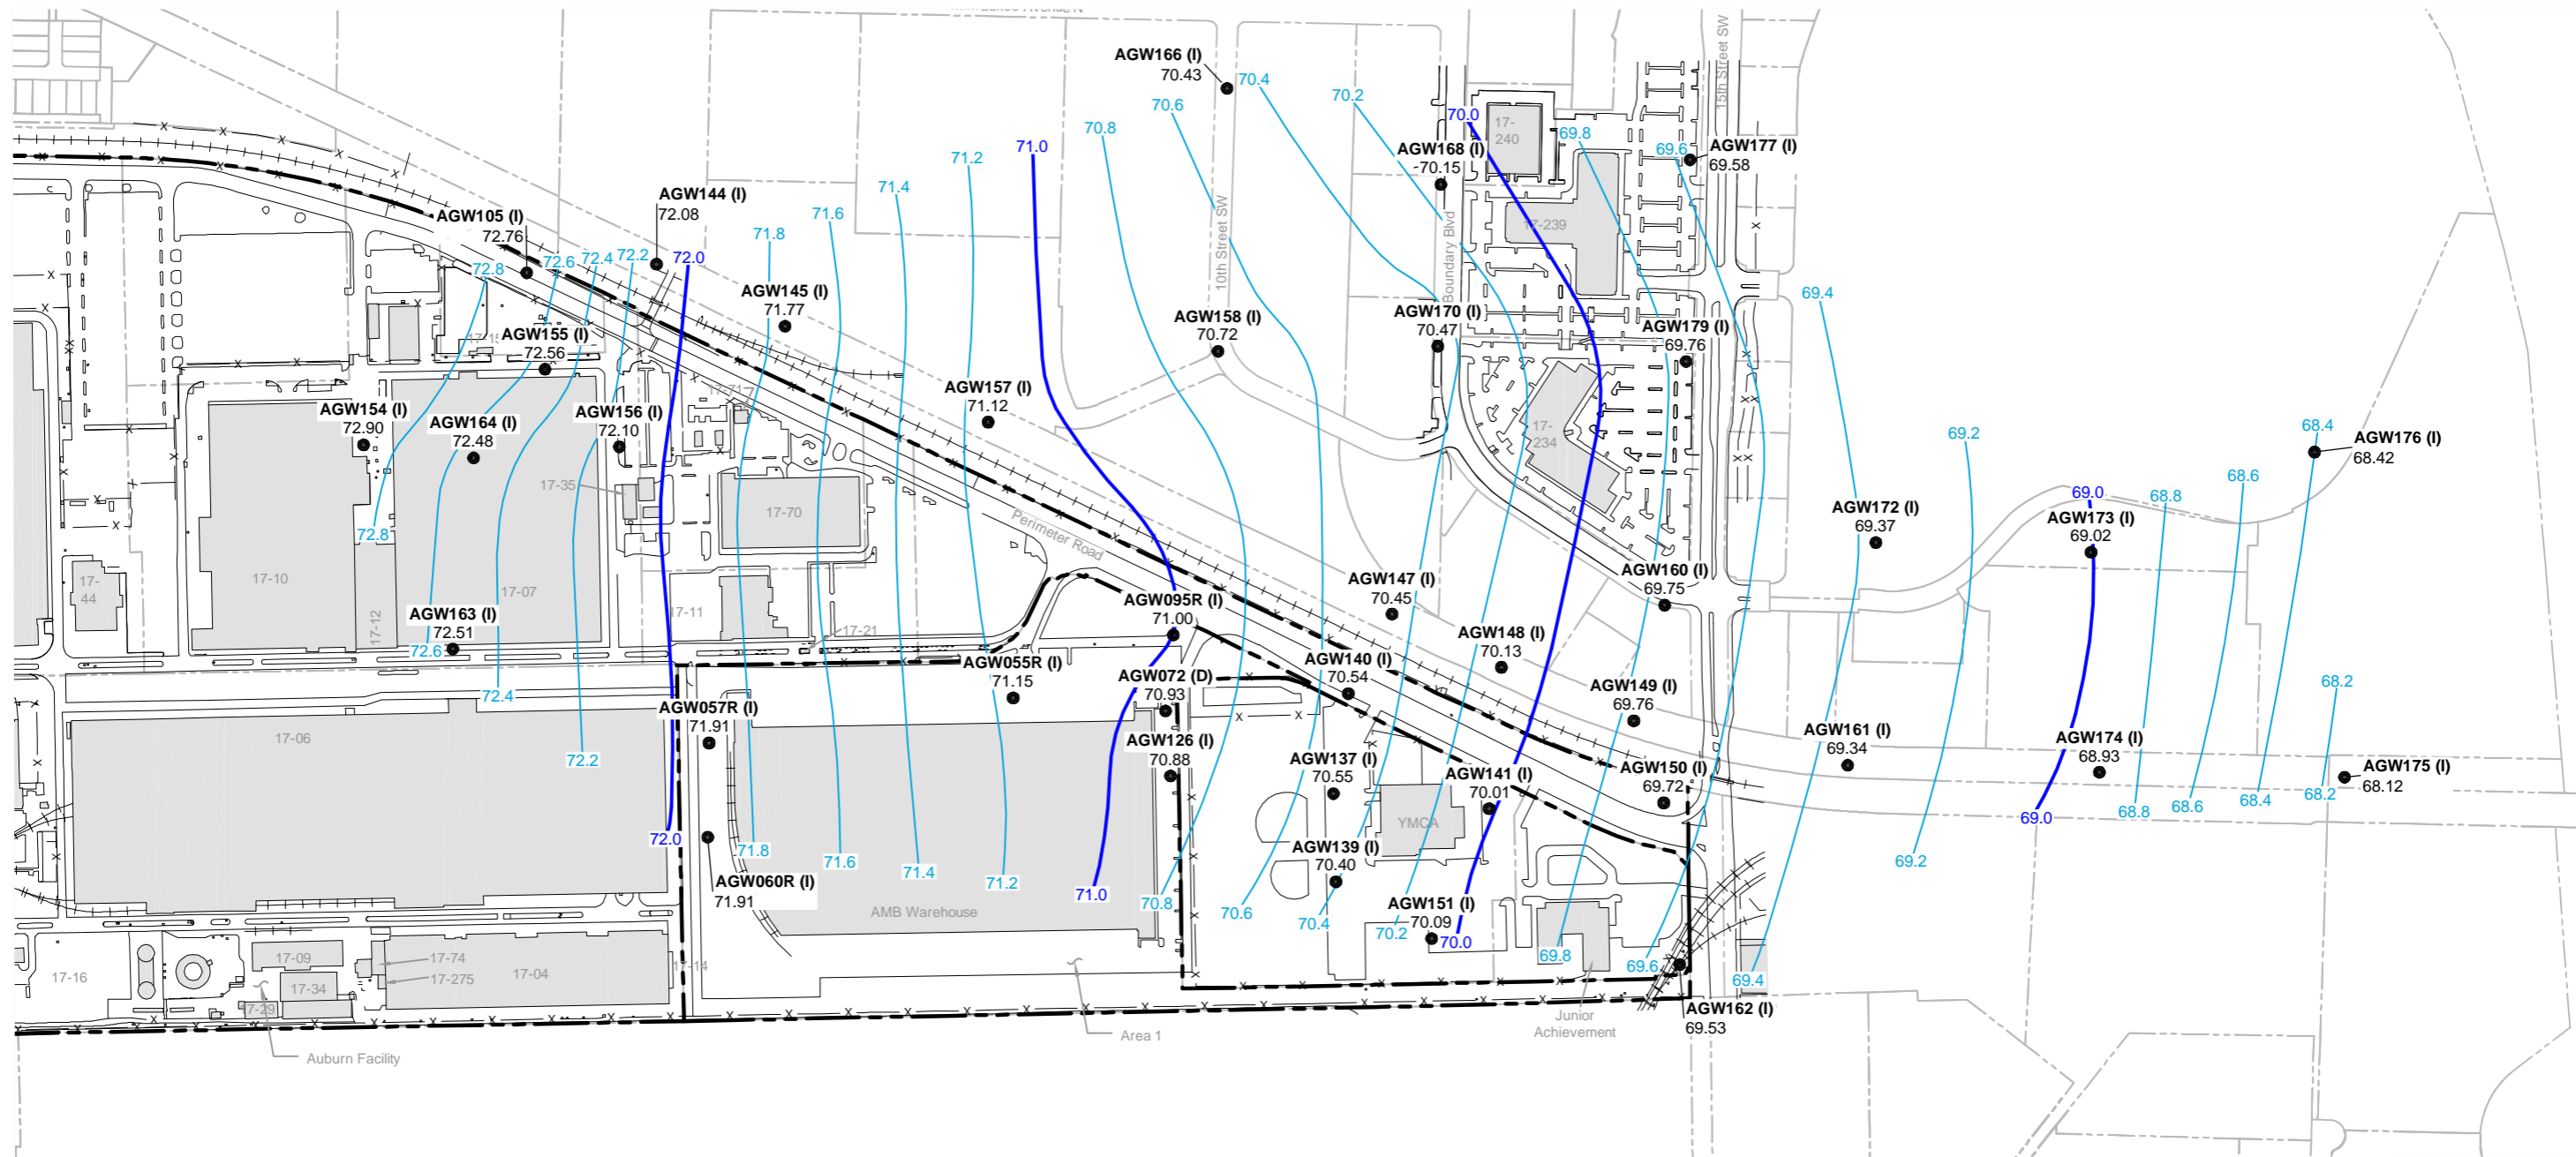 10th Street SW
Boundary Blvd
15th Street SW
AGW166 (I)
70.43
70.4
70.6
70.2
70.0
70.8
71.0
71.2
71.4
71.6
71.8
72.0
72.2
72.4
72.6
72.8
69.8
69.6
17-
240
AGW168 (I)
-70.15
AGW177 (I)
69.58
17-239
AGW144 (I)
72.08
AGW105 (I)
72.76
AGW145 (I)
71.77
AGW155 (I)
72.56
AGW158 (I)
70.72
AGW170 (I)
70.47
AGW179 (I)
69.76
69.4
AGW154 (I)
72.90
AGW164 (I)
72.48
AGW156 (I)
72.10
17-71
AGW157 (I)
71.12
17-
234
69.2
68.4
AGW176 (I)
68.42
68.6
17-35
17-70
Perimeter Road
72.8
AGW172 (I)
69.37
69.0
68.8
AGW173 (I)
69.02
17-
44
17-10
17-12
17-07
17-11
17-21
AGW163 (I)
72.51
72.6
AGW095R (I)
71.00
AGW147 (I)
70.45
AGW160 (I)
69.75
AGW148 (I)
70.13
AGW055R (I)
71.15
AGW072 (D)
70.93
AGW140 (I)
70.54
AGW149 (I)
69.76
68.2
72.4
AGW057R (I)
71.91
17-06
AGW126 (I)
70.88
AGW137 (I)
70.55
AGW141 (I)
70.01
AGW150 (I)
69.72
AGW161 (I)
69.34
AGW174 (I)
68.93
AGW175 (I)
68.12
72.2
68.2
68.4
68.6
68.8
69.0
YMCA
72.0
71.8
71.6
71.4
71.2
71.0
70.8
70.6
70.4
70.2
70.0
69.8
69.6
69.4
69.2
AGW139 (I)
70.40
AGW060R (I)
71.91
AMB Warehouse
AGW151 (I)
70.09
17-16
17-09
17-74
17-275
17-04
17-14
17-34
17-29
AGW162 (I)
69.53
Junior
Achievement
Area 1
Auburn Facility